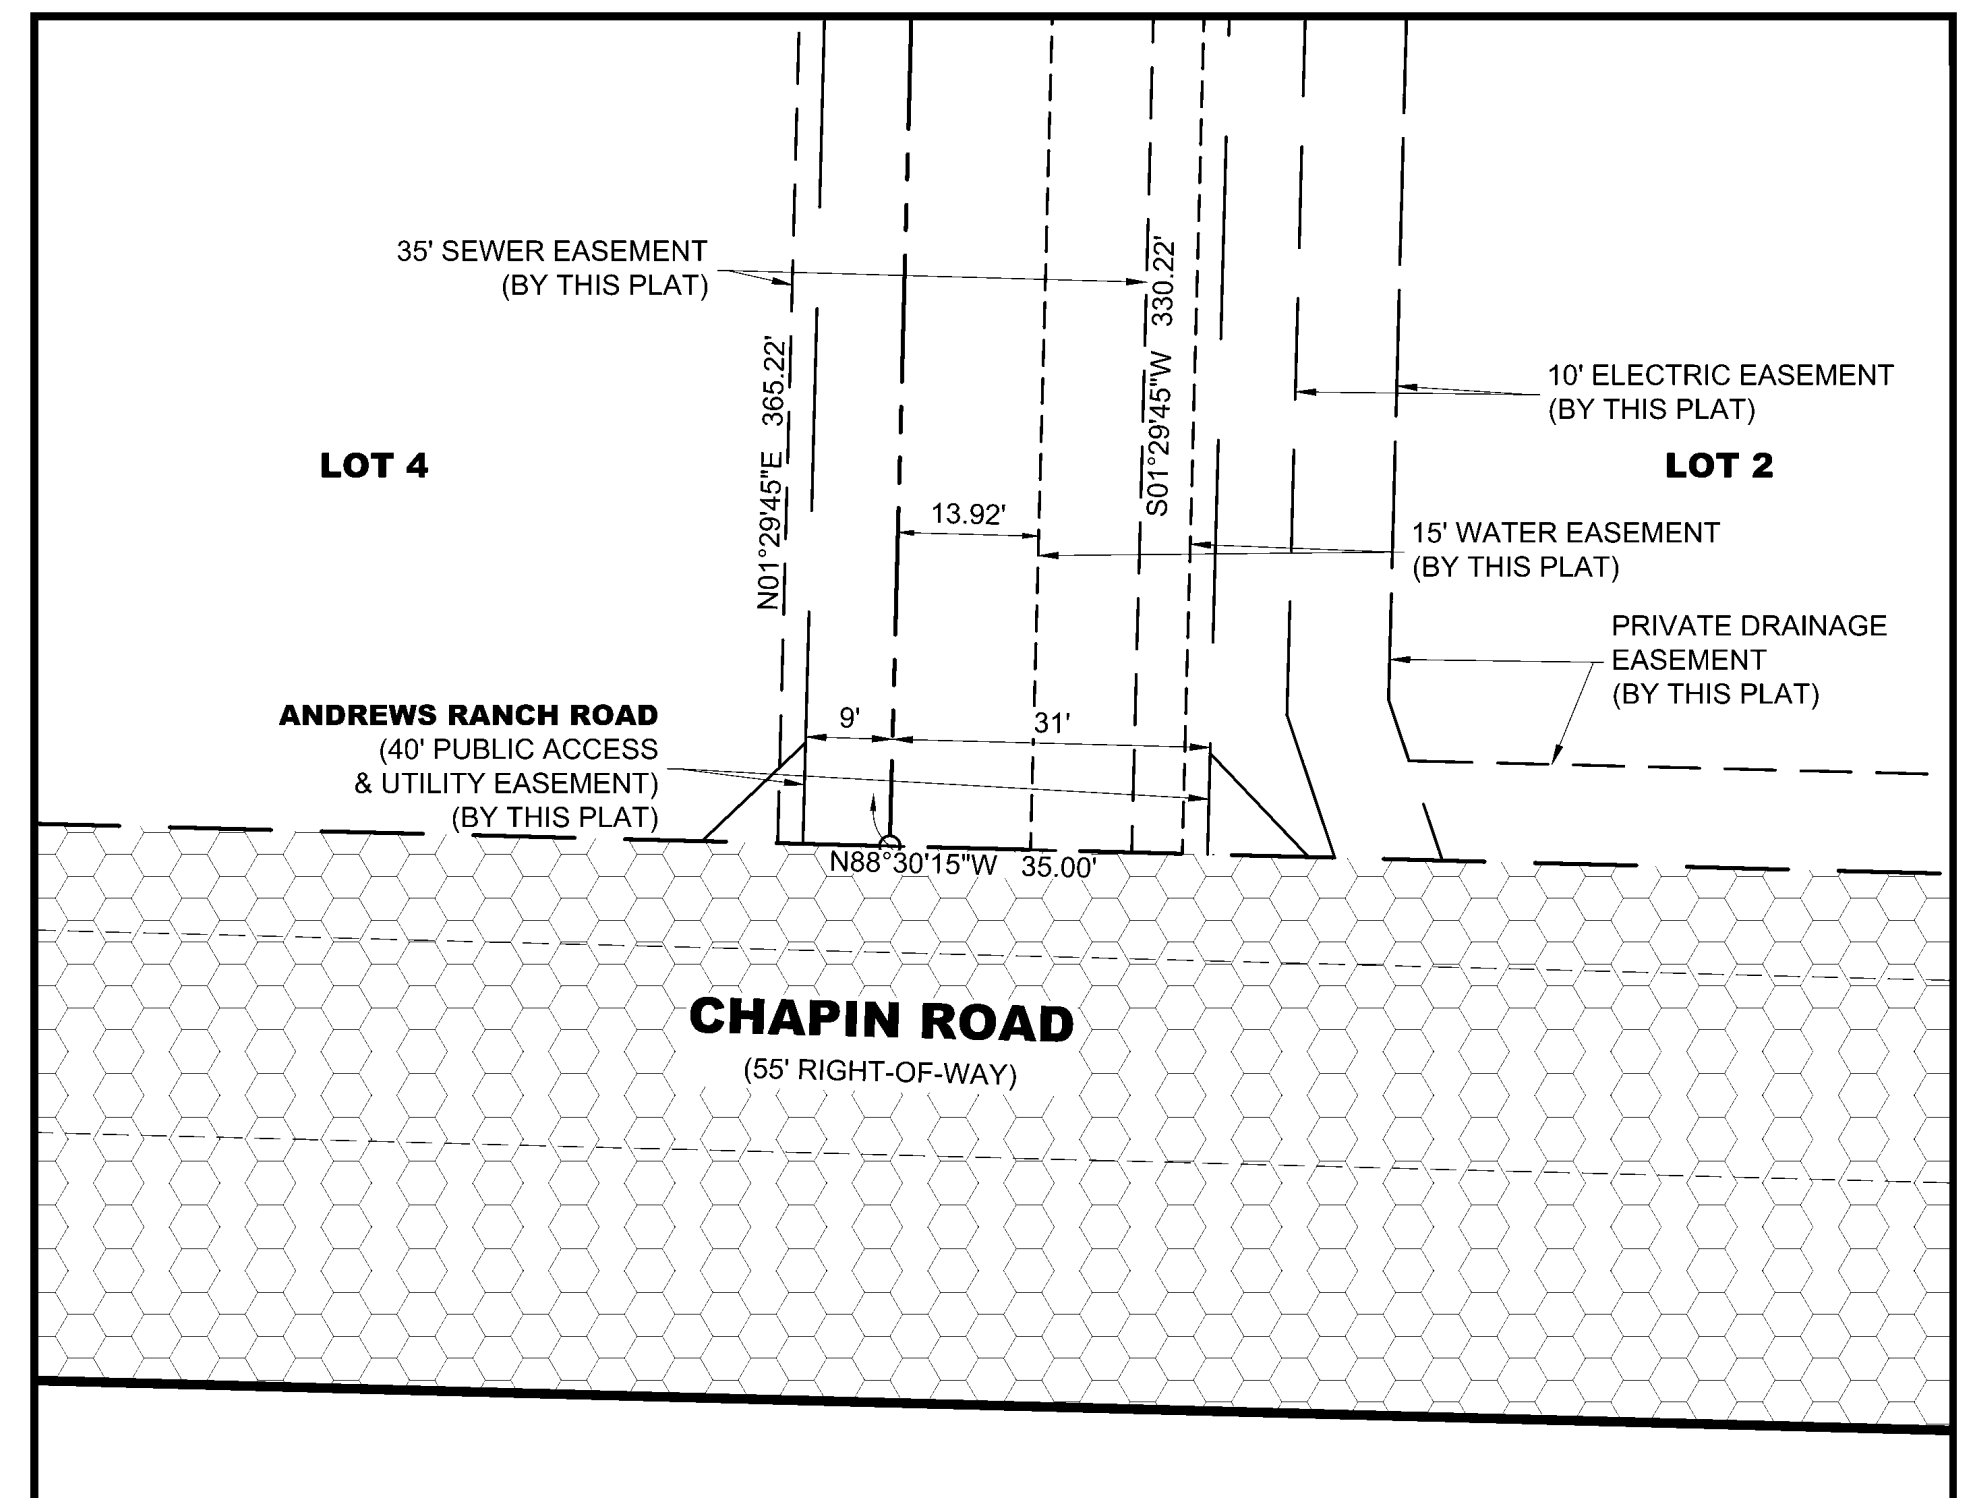 35' SEWER EASEMENT
(BY THIS PLAT)
N01°29'45"E 365.22'
S01°29'45"W 330.22'
10' ELECTRIC EASEMENT
(BY THIS PLAT)
LOT 4
LOT 2
13.92'
15' WATER EASEMENT
(BY THIS PLAT)
PRIVATE DRAINAGE
EASEMENT
(BY THIS PLAT)
ANDREWS RANCH ROAD
(40' PUBLIC ACCESS
& UTILITY EASEMENT)
(BY THIS PLAT)
9'
31'
N88°30'15"W 35.00'
CHAPIN ROAD
(55' RIGHT-OF-WAY)